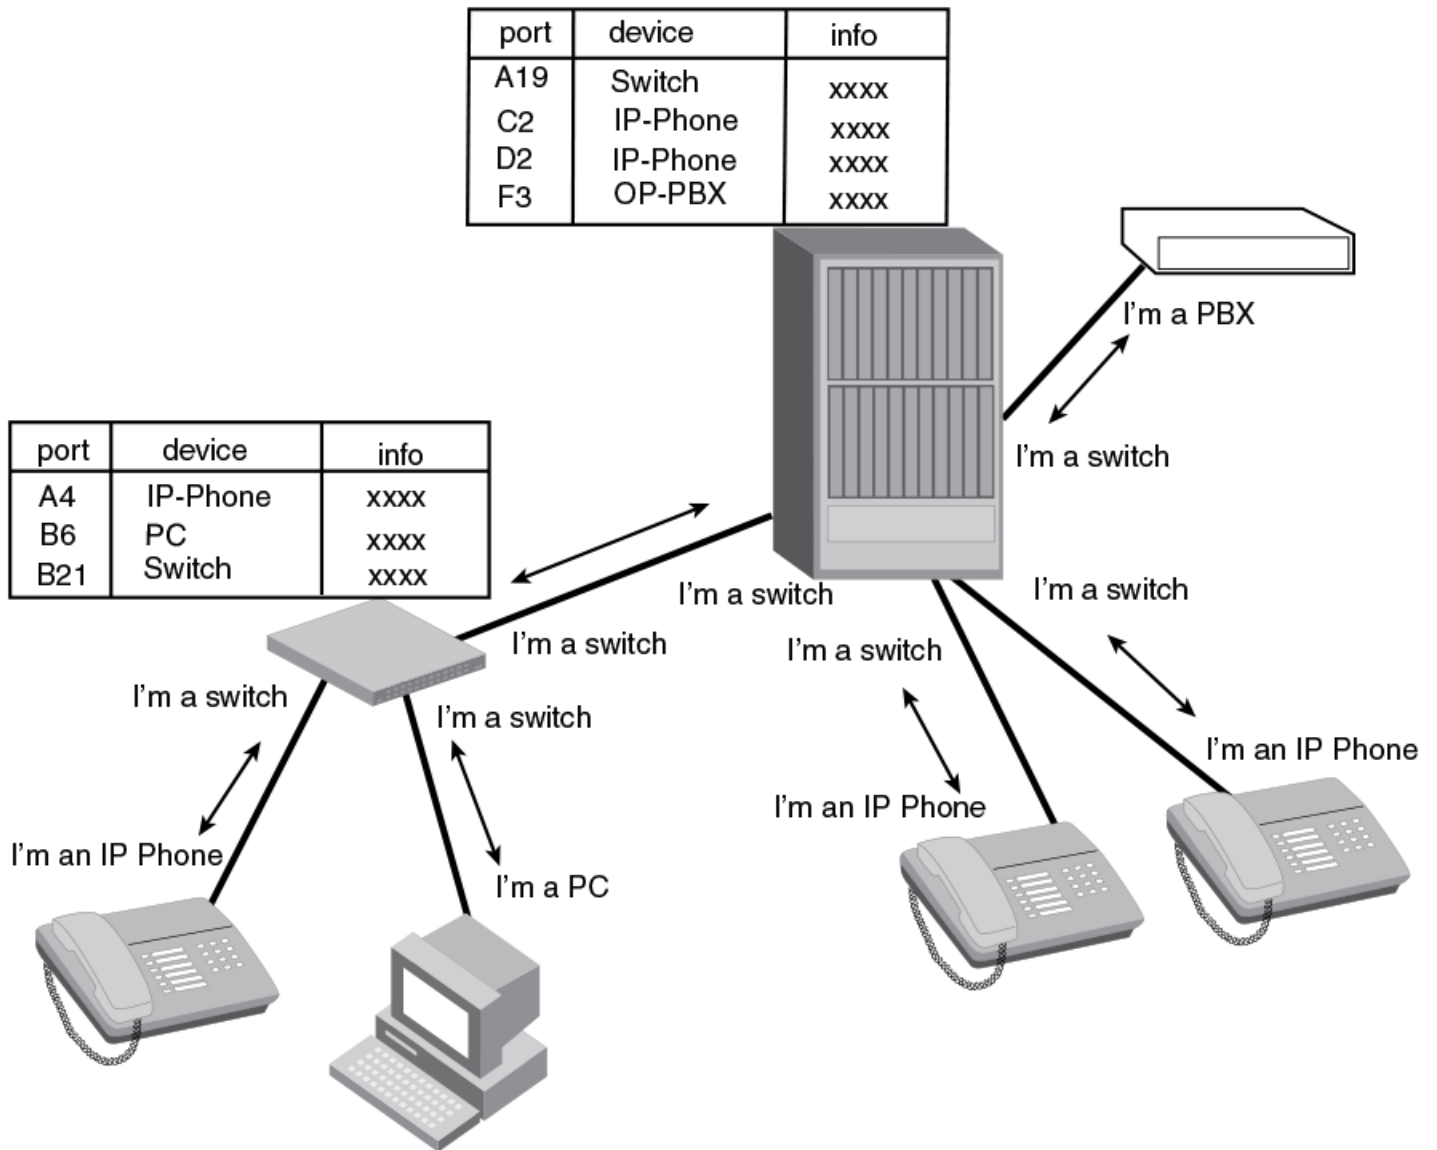 port device info
A19 Switch xxxx
C2 IP-Phone xxxx
D2 IP-Phone xxxx
F3 OP-PBX xxxx
I'm a PBX
I'm a switch
port device info
A4 IP-Phone xxxx
B6 PC xxxx
B21 Switch xxxx
I'm a switch
I'm a switch
I'm a switch
I'm a switch
I'm a switch
I'm a switch
I'm an IP Phone
I'm an IP Phone
I'm an IP Phone
I'm a PC